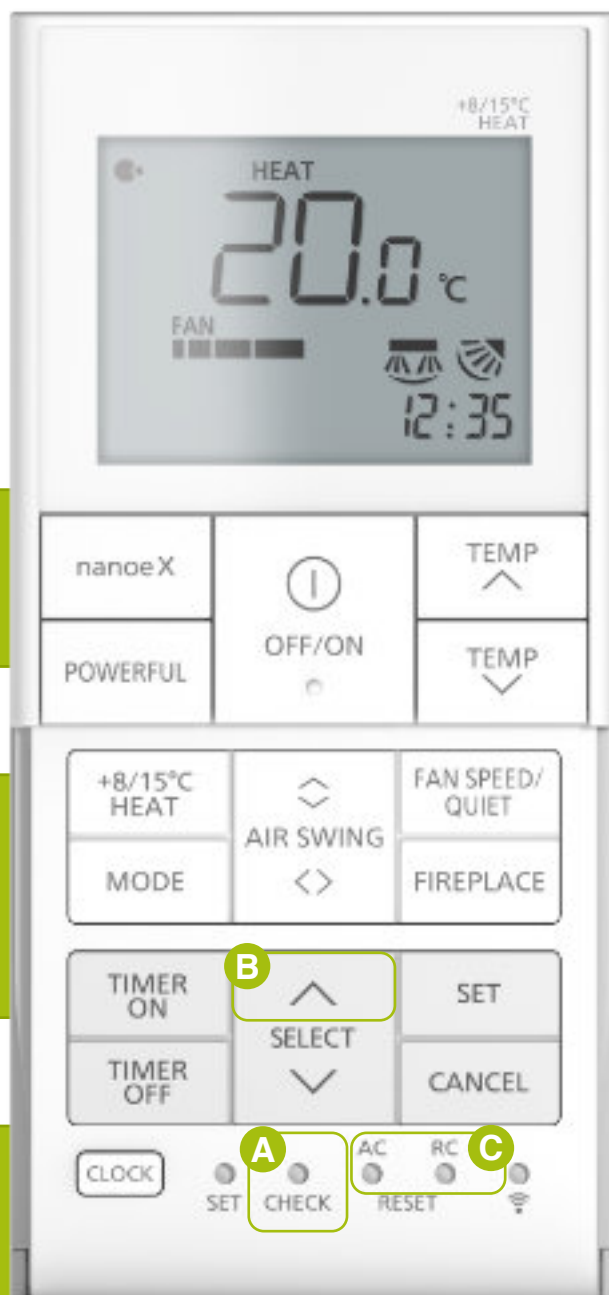 +8/15°C
HEAT
HEAT
20.0 °C
FAN
12:35
nanoeX
OFF/ON
TEMP
POWERFUL
TEMP
+8/15°C
HEAT
AIR SWING
FAN SPEED/
QUIET
MODE
FIREPLACE
TIMER
ON
B
SET
SELECT
TIMER
OFF
CANCEL
CLOCK
A
AC
RC
C
SET
CHECK
RESET